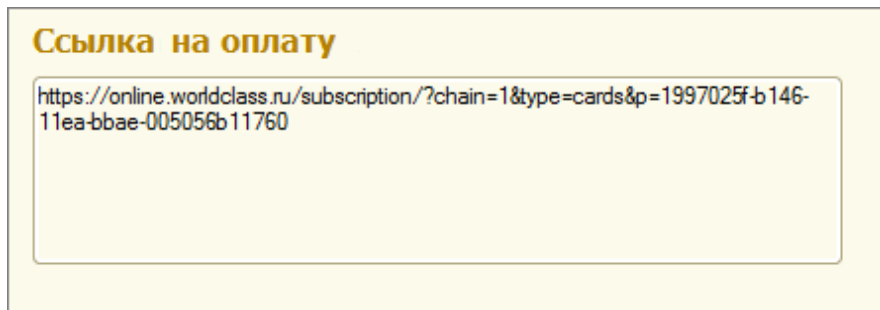 Ссылка на оплату
https://online.worldclass.ru/subscription/?chain=1&type=cards&p=1997025f-b146-
11ea-bbae-005056b11760